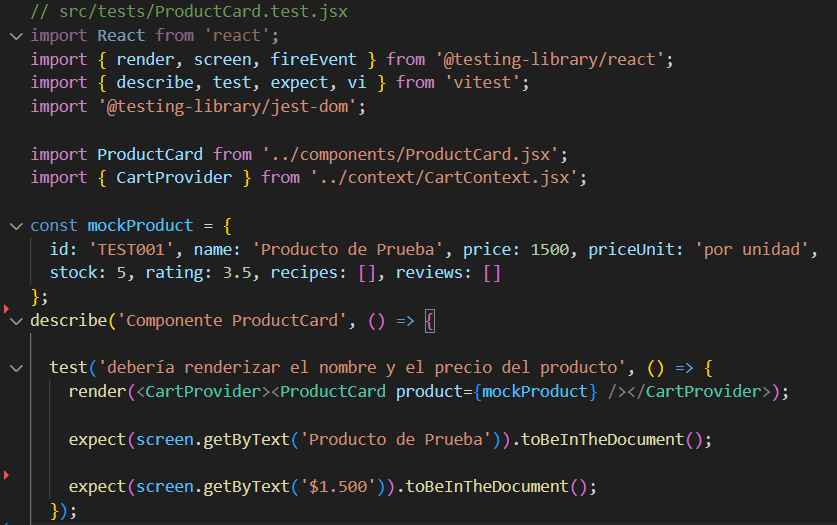 // src/tests/ProductCard.test.jsx
import React from 'react';
import { render, screen, fireEvent } from '@testing-library/react';
import { describe, test, expect, vi } from 'vitest';
import '@testing-library/jest-dom';
import ProductCard from '../components/ProductCard.jsx';
import { CartProvider } from '../context/CartContext.jsx';
const mockProduct = {
  id: 'TEST001', name: 'Producto de Prueba', price: 1500, priceUnit: 'por unidad',
  stock: 5, rating: 3.5, recipes: [], reviews: []
};
describe('Componente ProductCard', () => {
  test('debería renderizar el nombre y el precio del producto', () => {
    render(<CartProvider><ProductCard product={mockProduct} /></CartProvider>);
    expect(screen.getByText('Producto de Prueba')).toBeInTheDocument();
    expect(screen.getByText('$1.500')).toBeInTheDocument();
  });